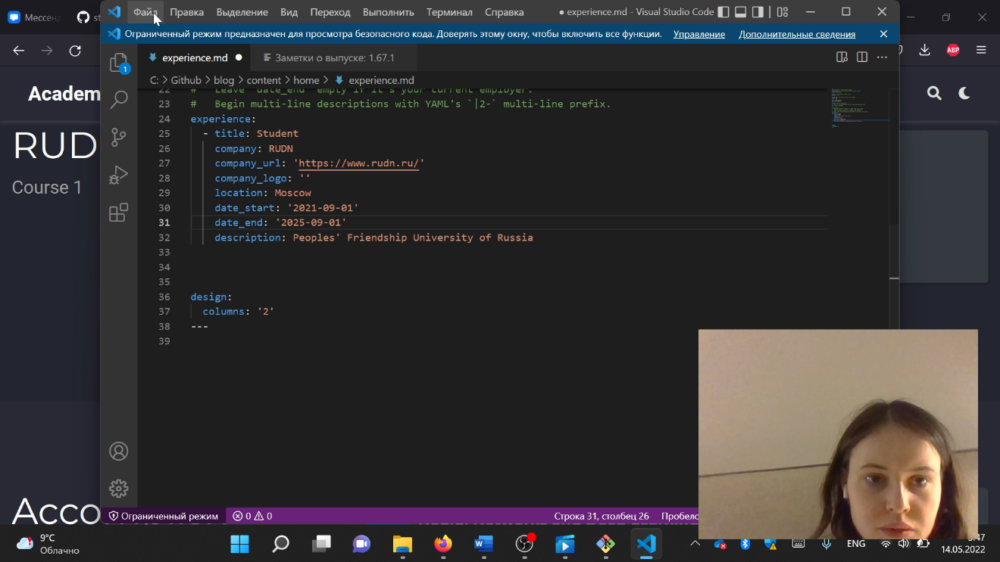 Файл Правка Выделение Вид Переход Выполнить Терминал Справка ● experience.md - Visual Studio Code
Ограниченный режим предназначен для просмотра безопасного кода. Доверять этому окну, чтобы включить все функции. Управление Дополнительные сведения
Мессенд
ABP
1
experience.md ● Заметки о выпуске: 1.67.1
C: > Github > blog > content > home > experience.md
Academ
22 # Leave `date_end` empty if it's your current employer.
23 # Begin multi-line descriptions with YAML's `|2-` multi-line prefix.
24 experience:
25 - title: Student
26 company: RUDN
27 company_url: 'https://www.rudn.ru/'
28 company_logo: ''
29 location: Moscow
30 date_start: '2021-09-01'
31 date_end: '2025-09-01'
32 description: Peoples' Friendship University of Russia
33
34
35
36 design:
37 columns: '2'
38 ---
39
RUD
Course 1
Acco
Ограниченный режим 0 0 Строка 31, столбец 26 Пробело
9°C
Облачно
ENG
14.05.2022